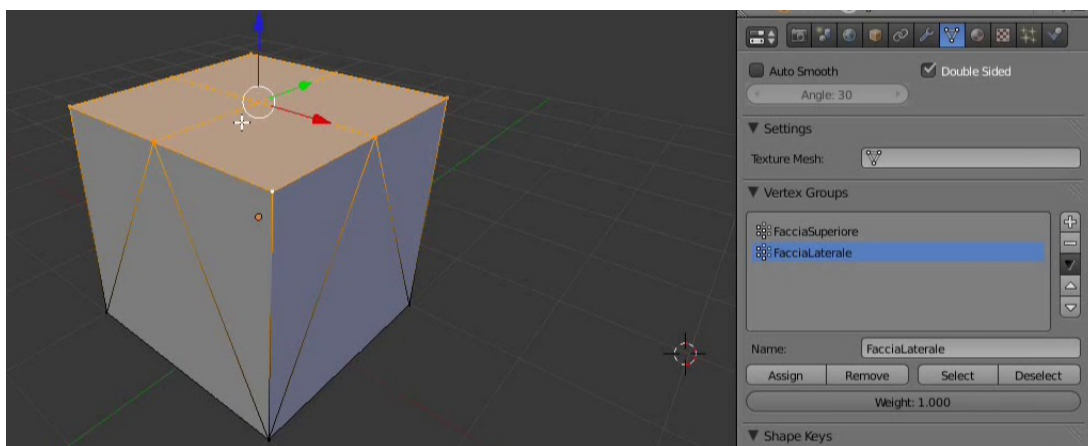 Auto Smooth
Double Sided
Angle: 30
Settings
Texture Mesh:
Vertex Groups
FacciaSuperiore
FacciaLaterale
Name:
FacciaLaterale
Assign
Remove
Select
Deselect
Weight: 1.000
Shape Keys